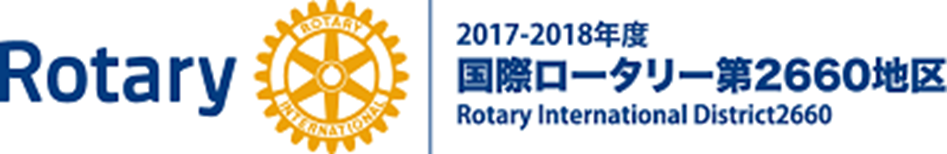 Rotary
ROTARY
INTERNATIONAL
2017-2018年度
国際ロータリー第2660地区
Rotary International District2660